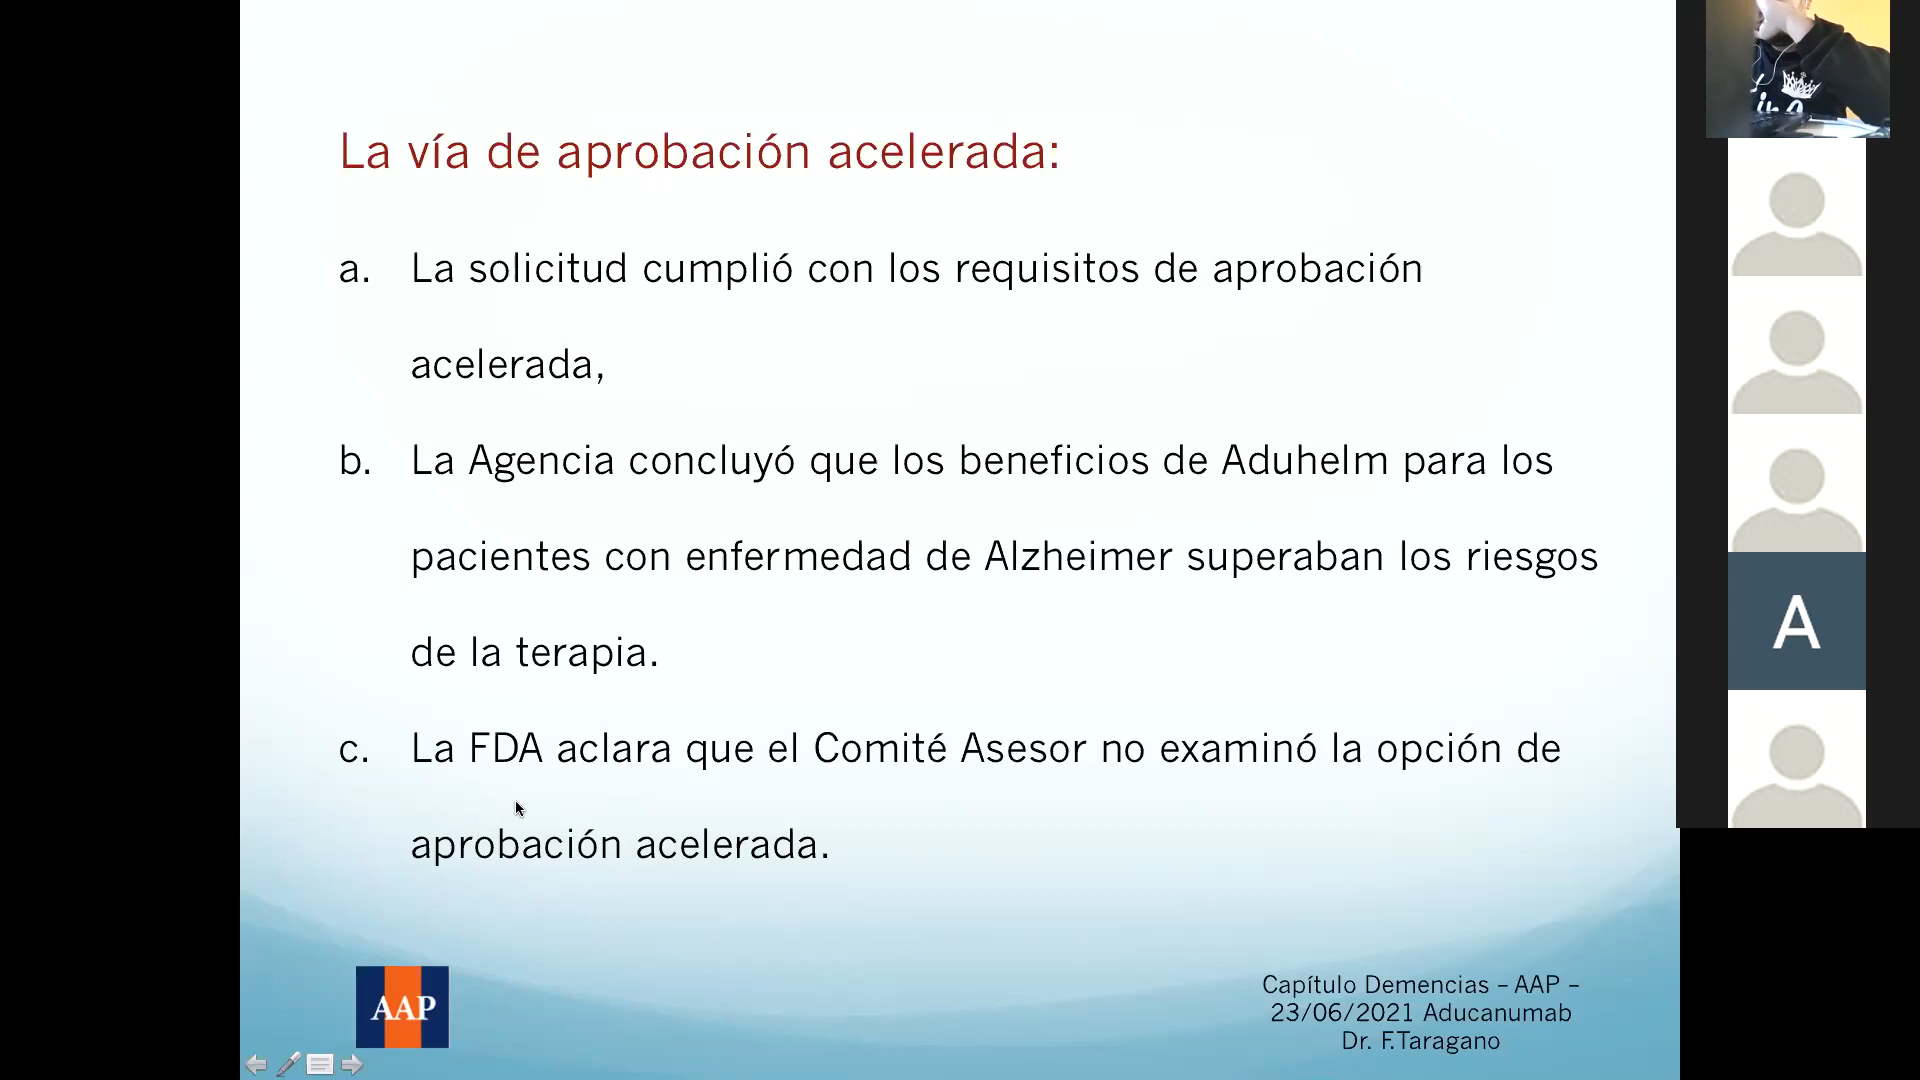 La vía de aprobación acelerada:
a. La solicitud cumplió con los requisitos de aprobación
acelerada,
b. La Agencia concluyó que los beneficios de Aduhelm para los
pacientes con enfermedad de Alzheimer superaban los riesgos
de la terapia.
c. La FDA aclara que el Comité Asesor no examinó la opción de
aprobación acelerada.
AAP
Capítulo Demencias – AAP –
23/06/2021 Aducanumab
Dr. F.Taragano
A